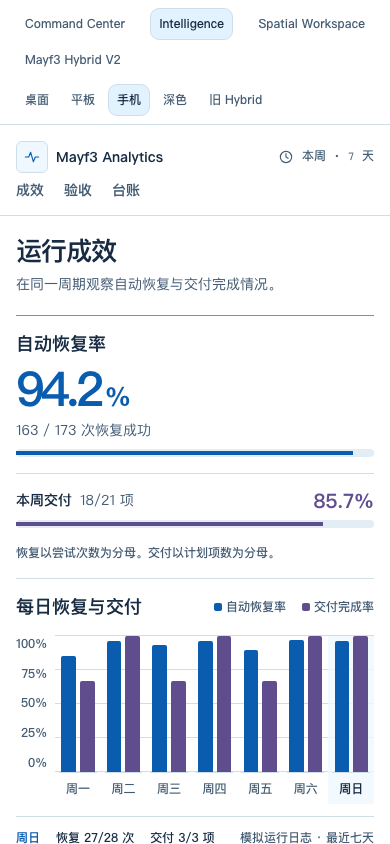 Command Center Intelligence Spatial Workspace
Mayf3 Hybrid V2
桌面 平板 手机 深色 旧 Hybrid
Mayf3 Analytics 本周 · 7 天
成效 验收 台账
运行成效
在同一周期观察自动恢复与交付完成情况。
自动恢复率
94.2%
163 / 173 次恢复成功
本周交付 18/21 项 85.7%
恢复以尝试次数为分母。交付以计划项数为分母。
每日恢复与交付 自动恢复率 交付完成率
100%
75%
50%
25%
0%
周一 周二 周三 周四 周五 周六 周日
周日 恢复 27/28 次 交付 3/3 项 模拟运行日志 · 最近七天